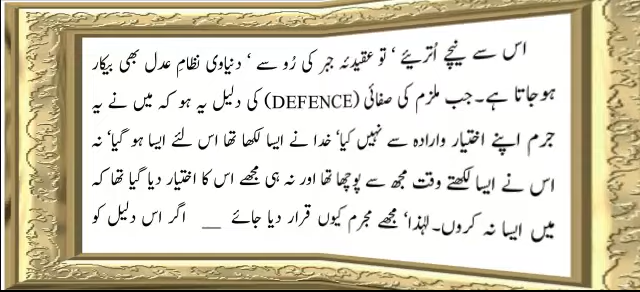 اس سے نیچے اُتریئے ‘ تو عقیدۂ جبر کی رُو سے ‘ دنیاوی نظامِ عدل بھی بیکار
ہو جاتا ہے۔ جب ملزم کی صفائی (DEFENCE) کی دلیل یہ ہو کہ میں نے یہ
جرم اپنے اختیار وارادہ سے نہیں کیا‘ خدا نے ایسا لکھا تھا اس لئے ایسا ہو گیا‘ نہ
اس نے ایسا لکھتے وقت مجھ سے پوچھا تھا اور نہ ہی مجھے اس کا اختیار دیا گیا تھا کہ
میں ایسا نہ کروں۔ لہٰذا‘ مجھے مجرم کیوں قرار دیا جائے __ اگر اس دلیل کو